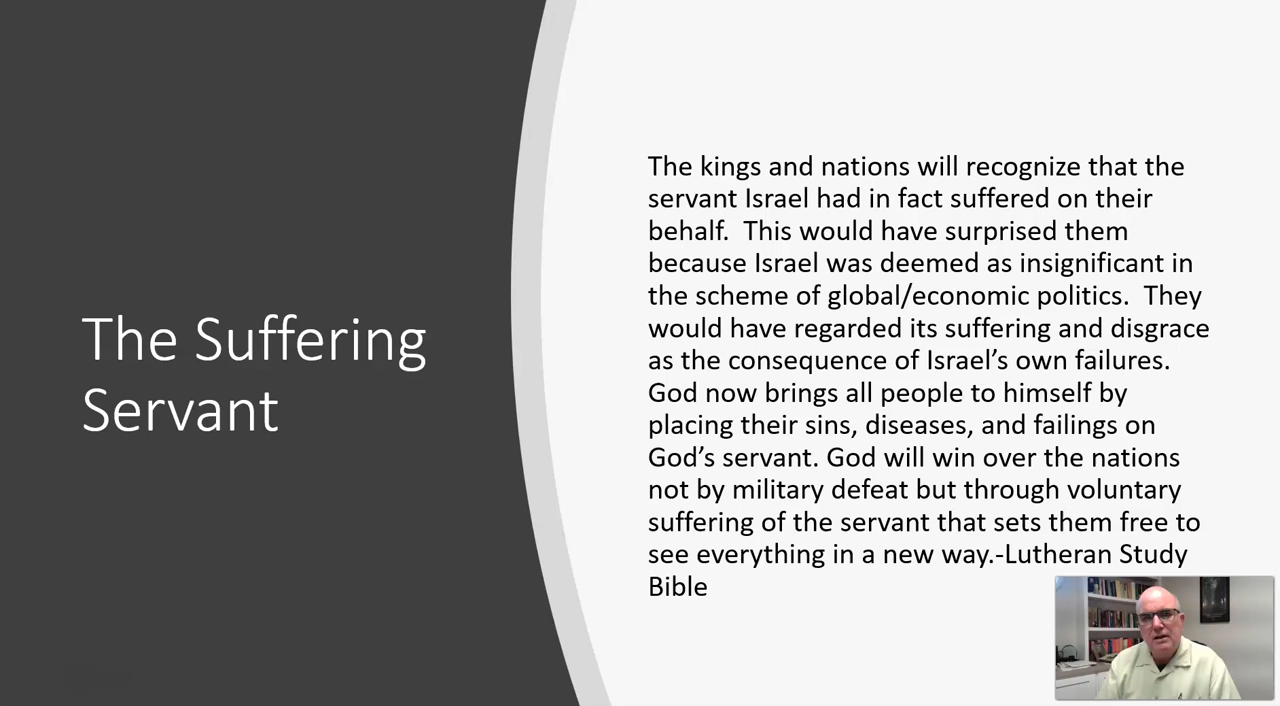 The Suffering
Servant
The kings and nations will recognize that the
servant Israel had in fact suffered on their
behalf.  This would have surprised them
because Israel was deemed as insignificant in
the scheme of global/economic politics.  They
would have regarded its suffering and disgrace
as the consequence of Israel’s own failures.
God now brings all people to himself by
placing their sins, diseases, and failings on
God’s servant. God will win over the nations
not by military defeat but through voluntary
suffering of the servant that sets them free to
see everything in a new way.-Lutheran Study
Bible